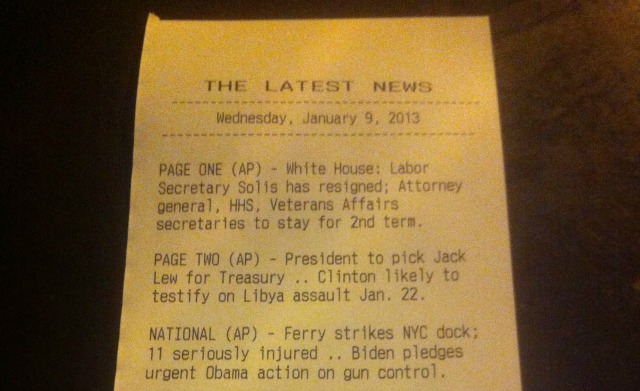 THE LATEST NEWS
Wednesday, January 9, 2013
PAGE ONE (AP) - White House: Labor
Secretary Solis has resigned; Attorney
general, HHS, Veterans Affairs
secretaries to stay for 2nd term.
PAGE TWO (AP) - President to pick Jack
Lew for Treasury .. Clinton likely to
testify on Libya assault Jan. 22.
NATIONAL (AP) - Ferry strikes NYC dock;
11 seriously injured .. Biden pledges
urgent Obama action on gun control.